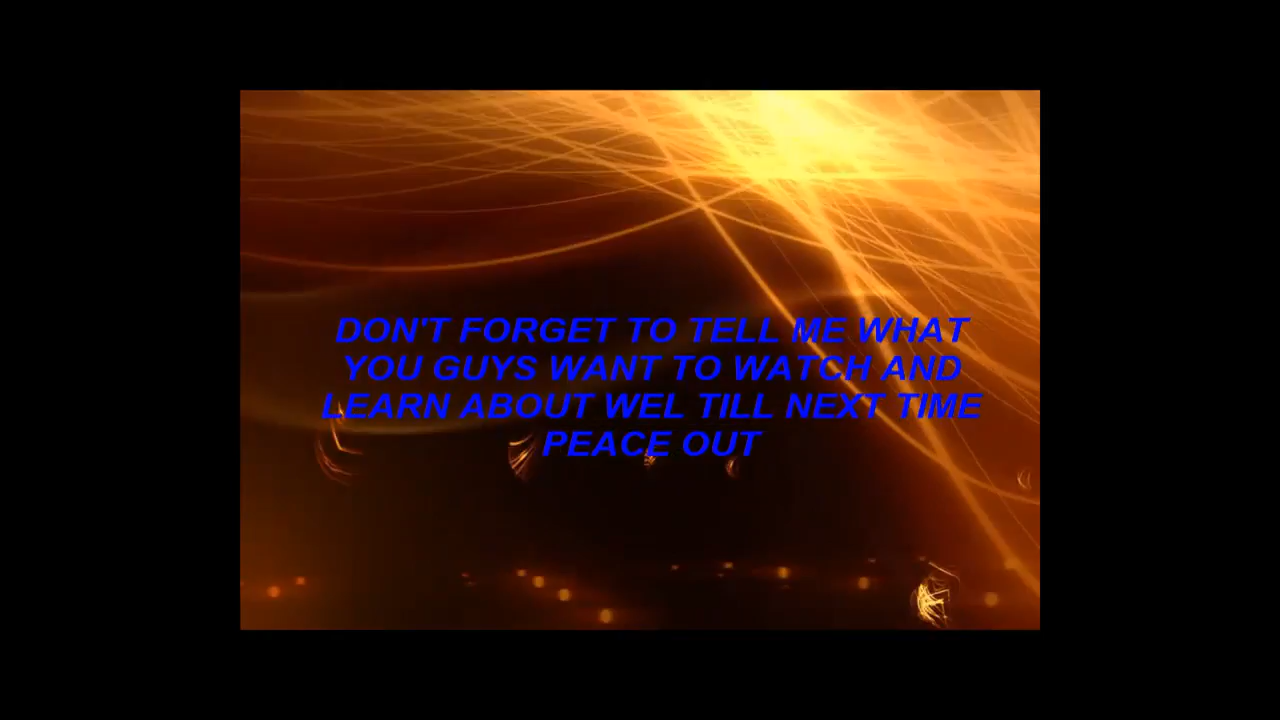 DON'T FORGET TO TELL ME WHAT
YOU GUYS WANT TO WATCH AND
LEARN ABOUT WEL TILL NEXT TIME
PEACE OUT